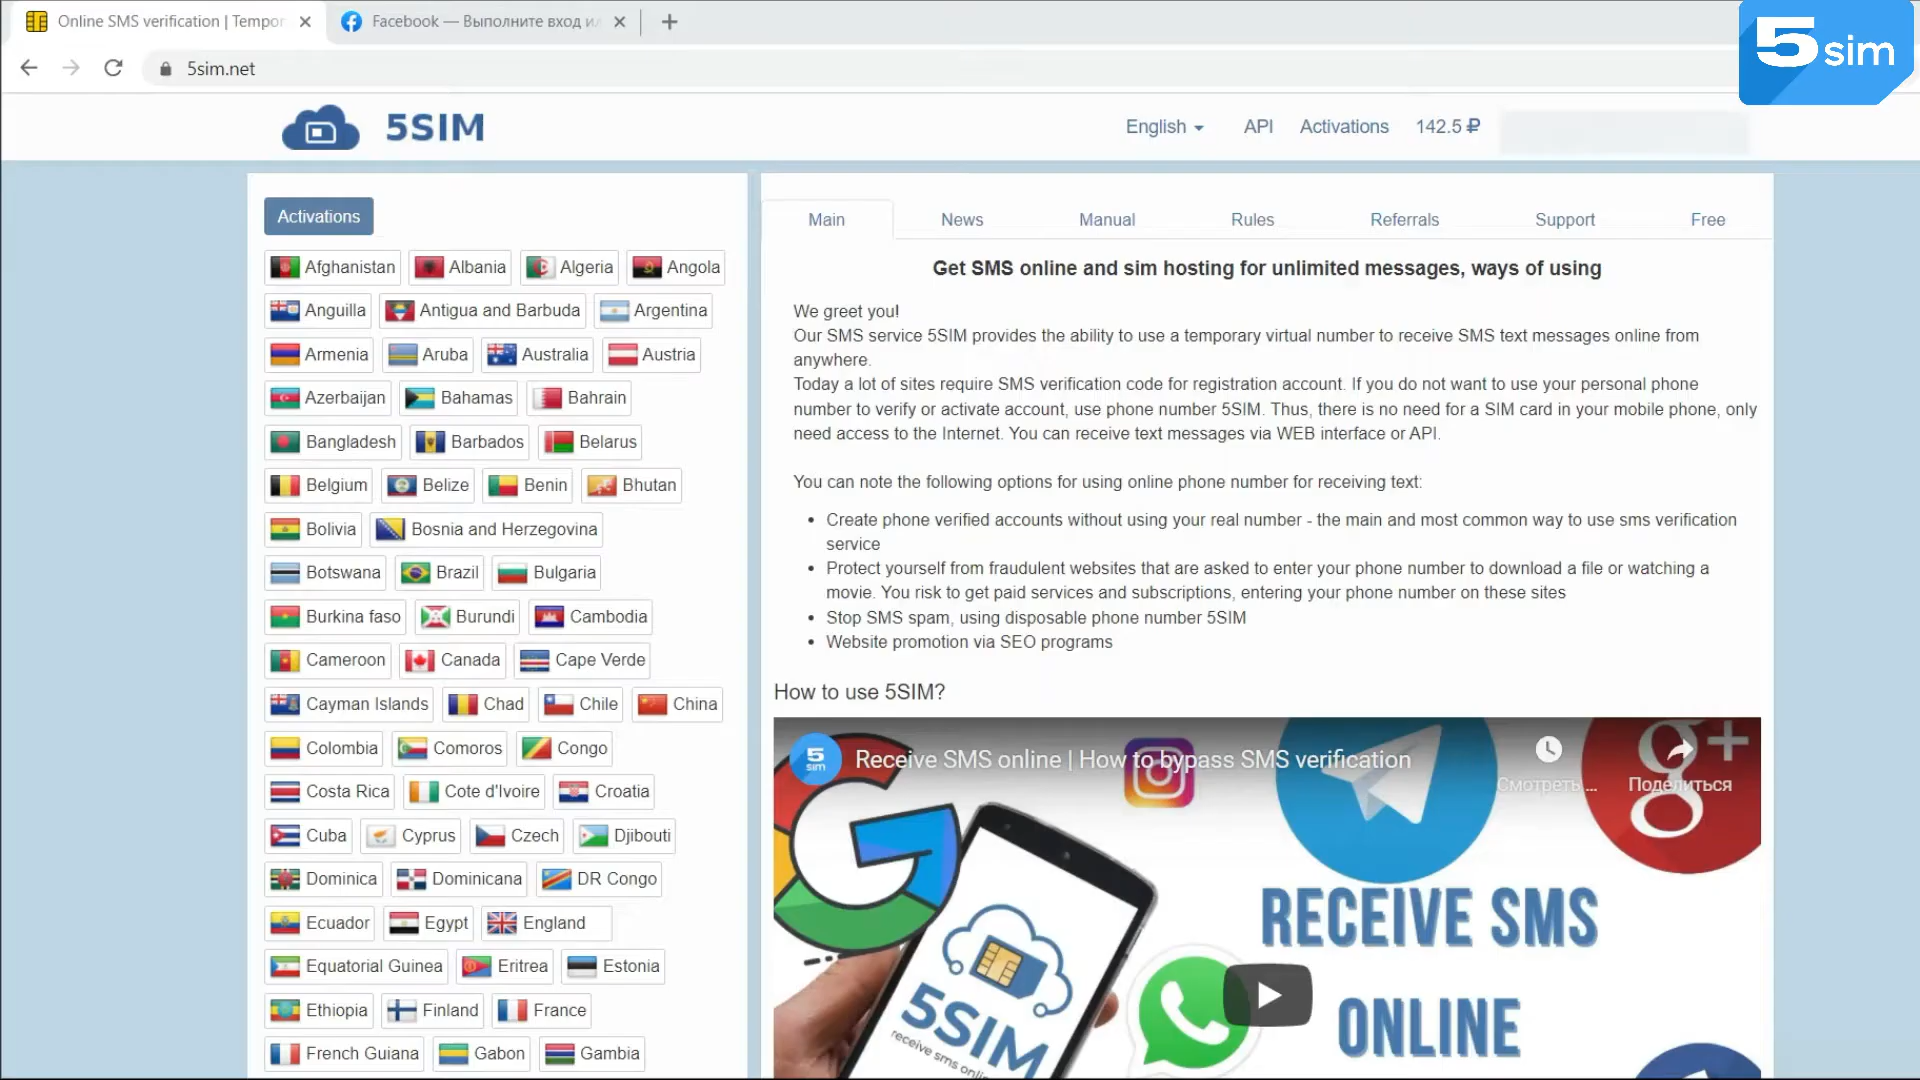 Online SMS verification | Tempor
Facebook — Выполните вход ил
5sim.net
5sim
5SIM
English
API
Activations
142.5 ₽
Activations
Afghanistan
Albania
Algeria
Angola
Anguilla
Antigua and Barbuda
Argentina
Armenia
Aruba
Australia
Austria
Azerbaijan
Bahamas
Bahrain
Bangladesh
Barbados
Belarus
Belgium
Belize
Benin
Bhutan
Bolivia
Bosnia and Herzegovina
Botswana
Brazil
Bulgaria
Burkina faso
Burundi
Cambodia
Cameroon
Canada
Cape Verde
Cayman Islands
Chad
Chile
China
Colombia
Comoros
Congo
Costa Rica
Cote d'Ivoire
Croatia
Cuba
Cyprus
Czech
Djibouti
Dominica
Dominicana
DR Congo
Ecuador
Egypt
England
Equatorial Guinea
Eritrea
Estonia
Ethiopia
Finland
France
French Guiana
Gabon
Gambia
Main
News
Manual
Rules
Referrals
Support
Free
Get SMS online and sim hosting for unlimited messages, ways of using
We greet you!
Our SMS service 5SIM provides the ability to use a temporary virtual number to receive SMS text messages online from
anywhere.
Today a lot of sites require SMS verification code for registration account. If you do not want to use your personal phone
number to verify or activate account, use phone number 5SIM. Thus, there is no need for a SIM card in your mobile phone, only
need access to the Internet. You can receive text messages via WEB interface or API.
You can note the following options for using online phone number for receiving text:
• Create phone verified accounts without using your real number - the main and most common way to use sms verification
service
• Protect yourself from fraudulent websites that are asked to enter your phone number to download a file or watching a
movie. You risk to get paid services and subscriptions, entering your phone number on these sites
• Stop SMS spam, using disposable phone number 5SIM
• Website promotion via SEO programs
How to use 5SIM?
5
sim
Receive SMS online | How to bypass SMS verification
Смотреть ...
Поделиться
g+
RECEIVE SMS
ONLINE
5SIM
receive sms onli